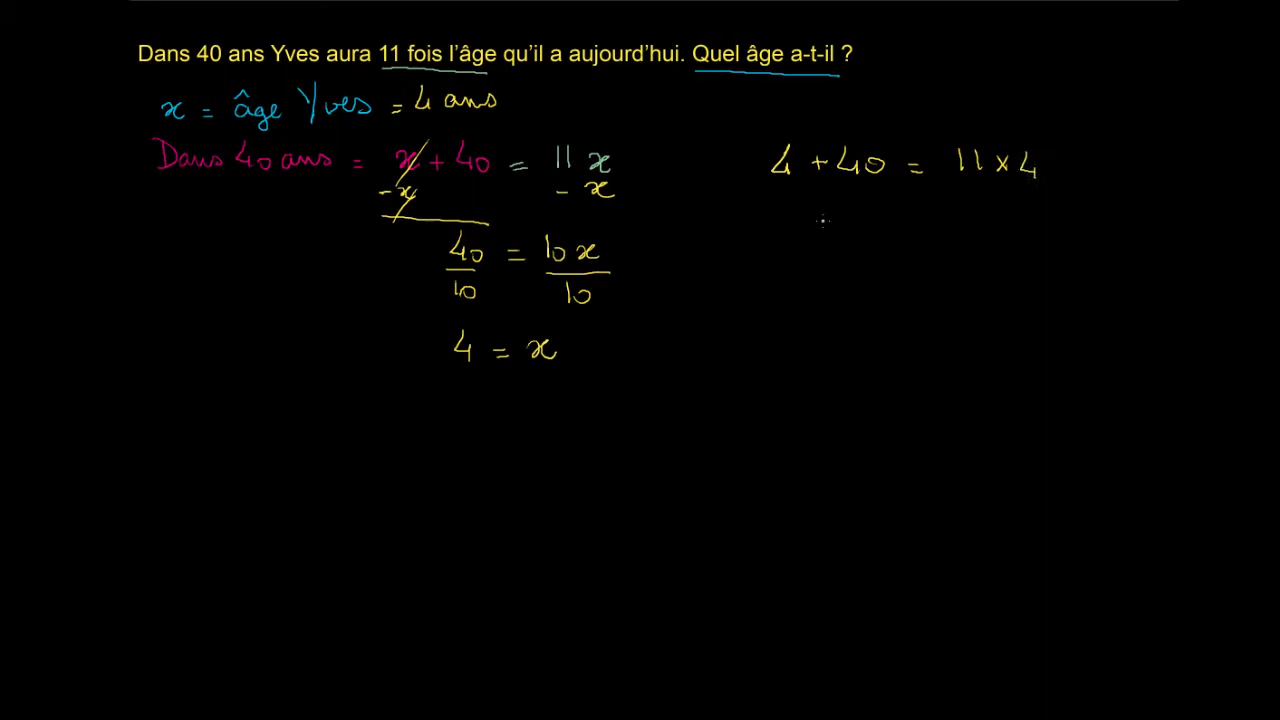 Dans 40 ans Yves aura 11 fois l'âge qu'il a aujourd'hui. Quel âge a-t-il ?
x = âge Yves = 4 ans
Dans 40 ans = x + 40 = 11 x
- x - x
40 = 10 x
10 10
4 = x
4 + 40 = 11 × 4